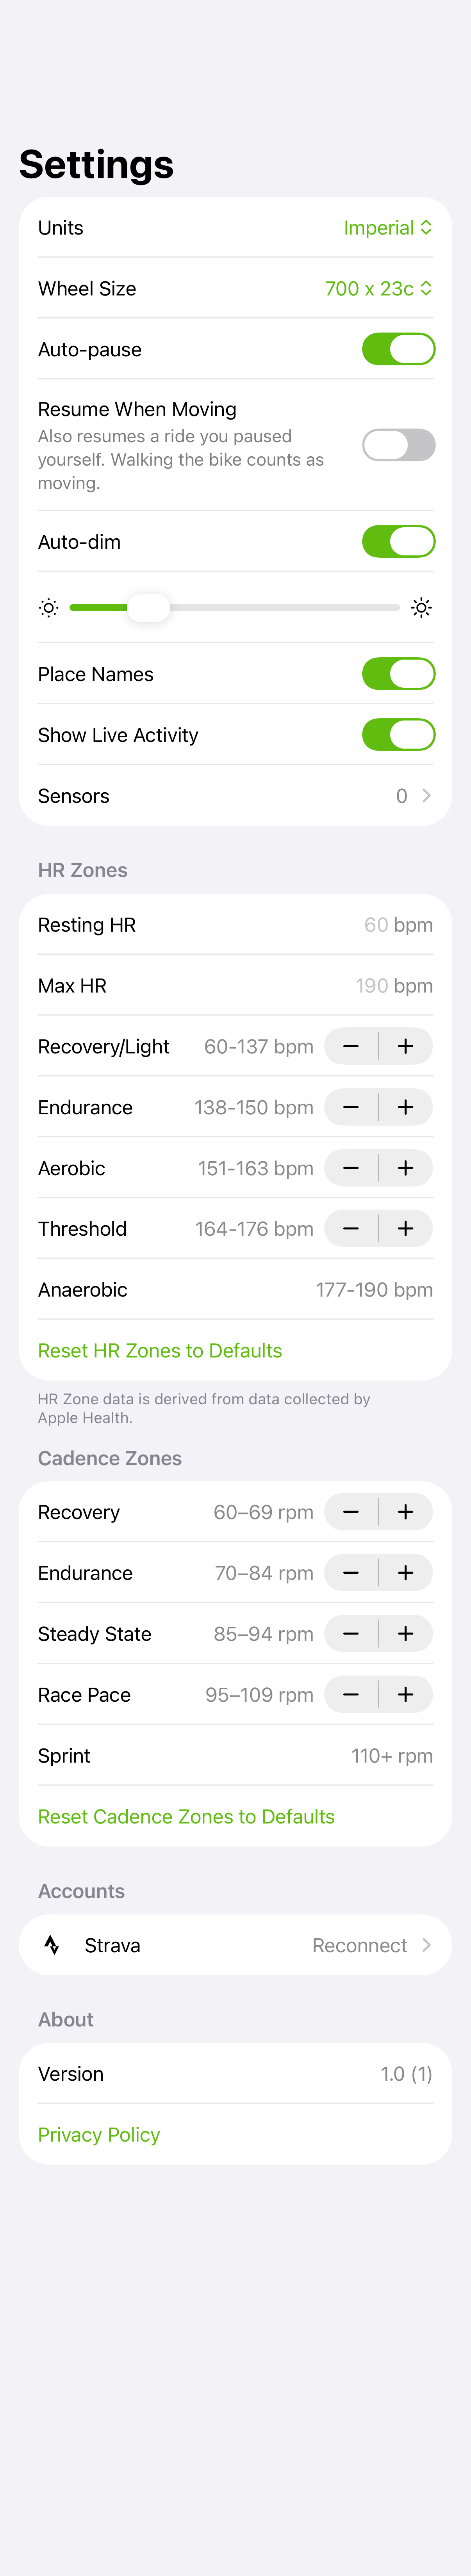 Settings
Units Imperial
Wheel Size 700 x 23c
Auto-pause
Resume When Moving
Also resumes a ride you paused
yourself. Walking the bike counts as
moving.
Auto-dim
Place Names
Show Live Activity
Sensors 0
HR Zones
Resting HR 60 bpm
Max HR 190 bpm
Recovery/Light 60-137 bpm − +
Endurance 138-150 bpm − +
Aerobic 151-163 bpm − +
Threshold 164-176 bpm − +
Anaerobic 177-190 bpm
Reset HR Zones to Defaults
HR Zone data is derived from data collected by
Apple Health.
Cadence Zones
Recovery 60–69 rpm − +
Endurance 70–84 rpm − +
Steady State 85–94 rpm − +
Race Pace 95–109 rpm − +
Sprint 110+ rpm
Reset Cadence Zones to Defaults
Accounts
Strava Reconnect
About
Version 1.0 (1)
Privacy Policy